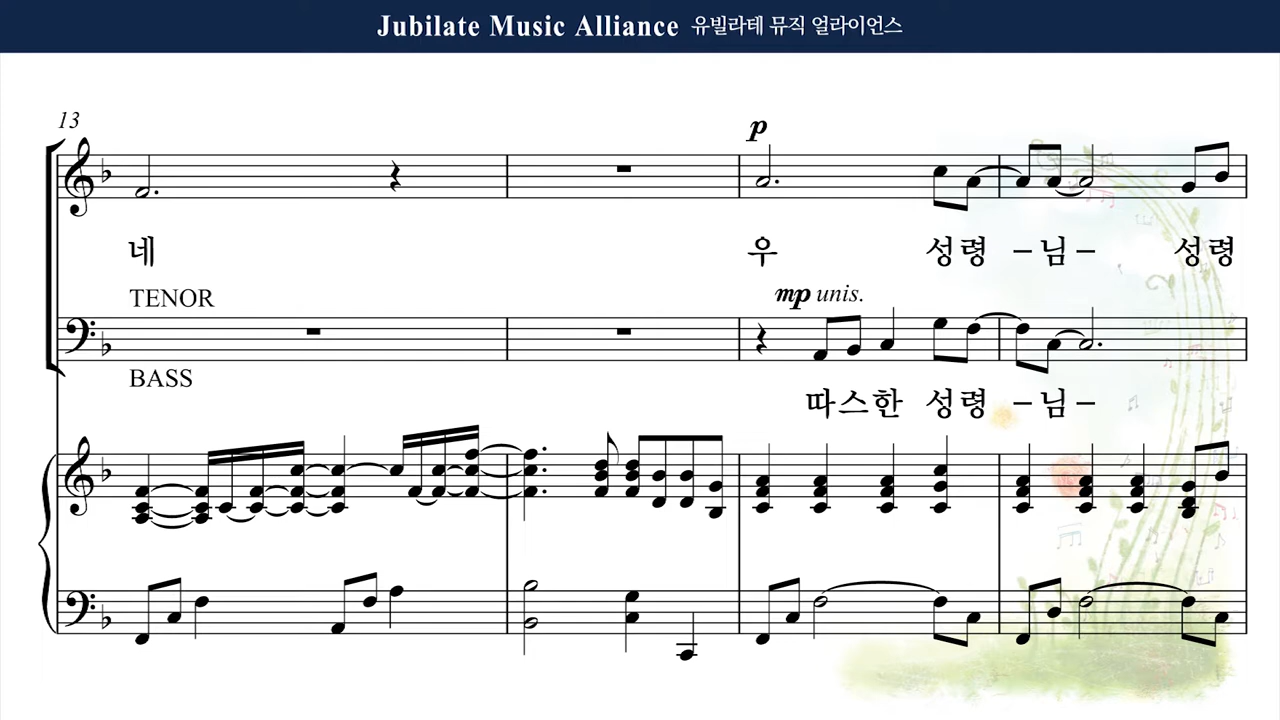 Jubilate Music Alliance 유빌라테 뮤직 얼라이언스
13
p
네 우 성령 -님- 성령
TENOR mp unis.
BASS
따스한 성령 -님-